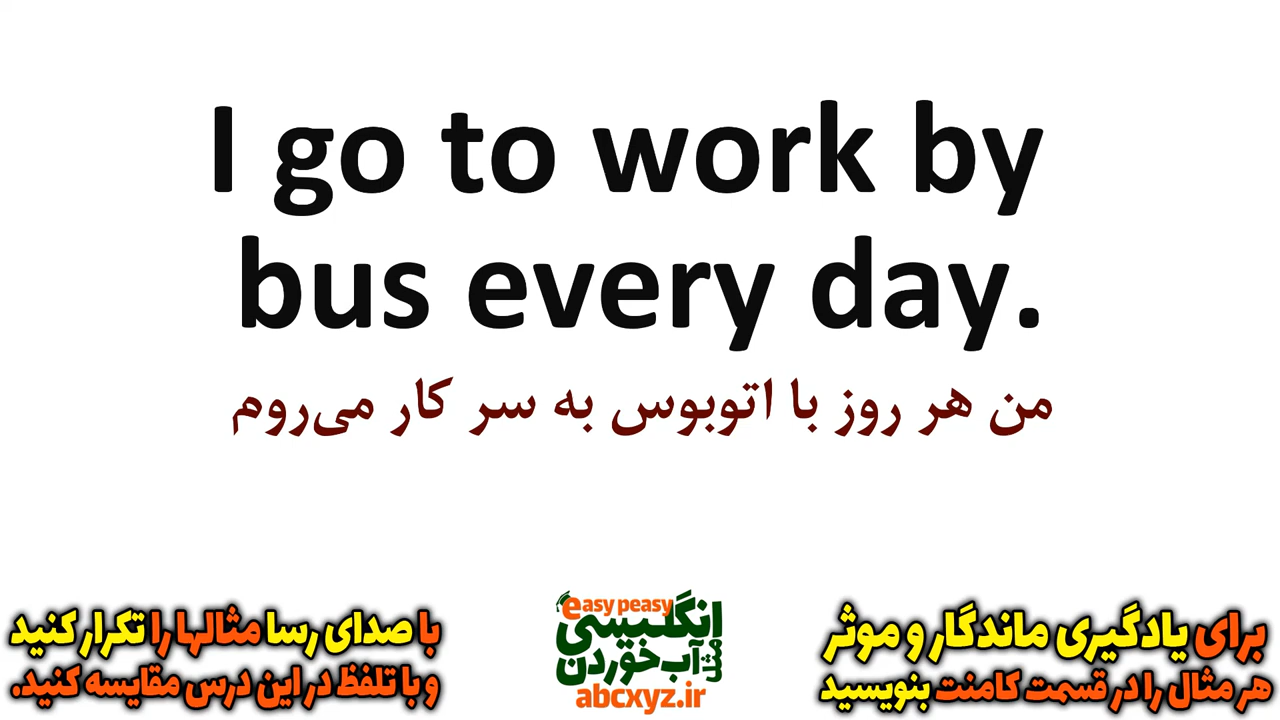 I go to work by
bus every day.
من هر روز با اتوبوس به سر کار می‌روم
برای یادگیری ماندگار و موثر
هر مثال را در قسمت کامنت بنویسید
easy peasy
انگلیسی
مثل آب خوردن
abcxyz.ir
با صدای رسا مثالها را تکرار کنید
و با تلفظ در این درس مقایسه کنید.